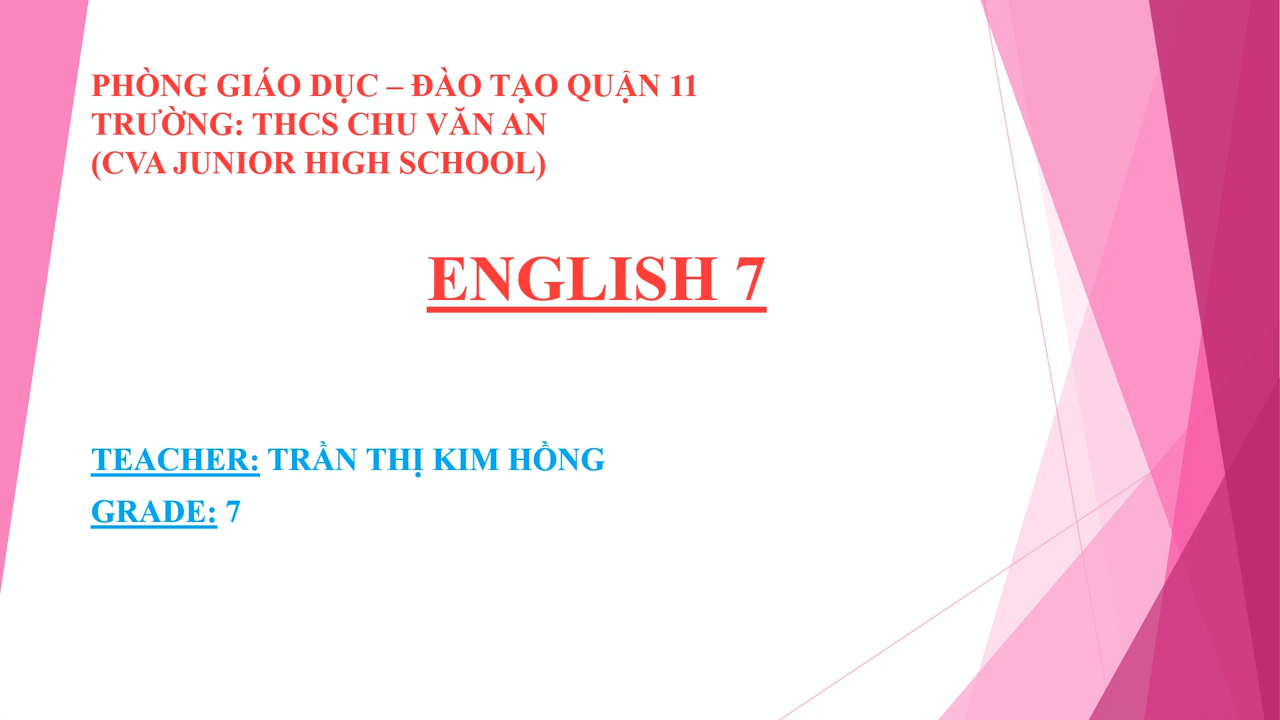 PHÒNG GIÁO DỤC – ĐÀO TẠO QUẬN 11
TRƯỜNG: THCS CHU VĂN AN
(CVA JUNIOR HIGH SCHOOL)
ENGLISH 7
TEACHER: TRẦN THỊ KIM HỒNG
GRADE: 7